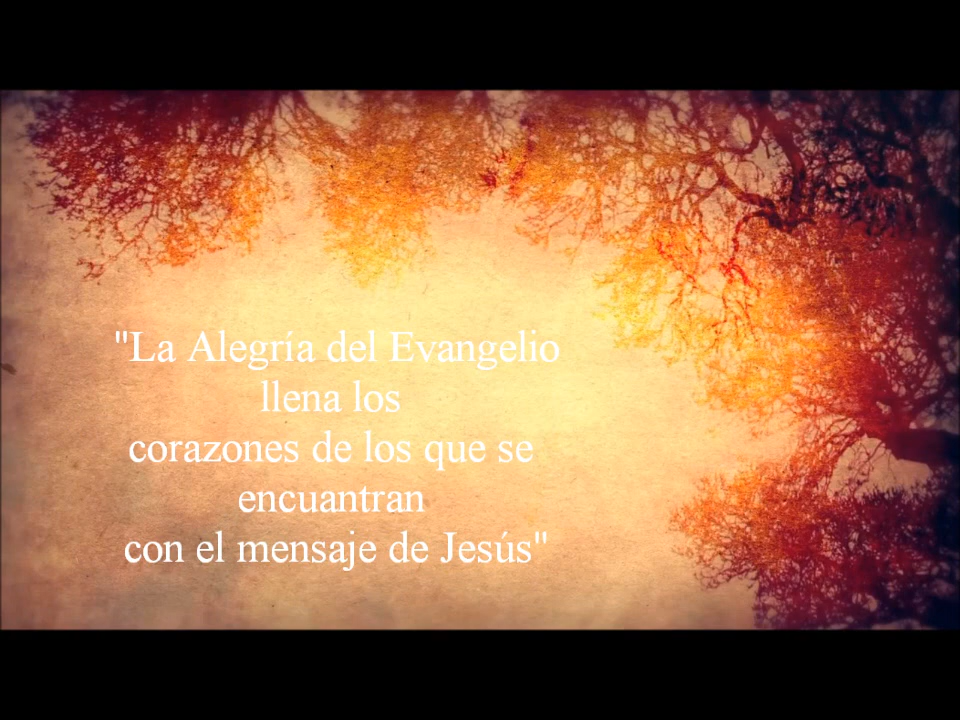 "La Alegría del Evangelio
llena los
corazones de los que se
encuantran
con el mensaje de Jesús"